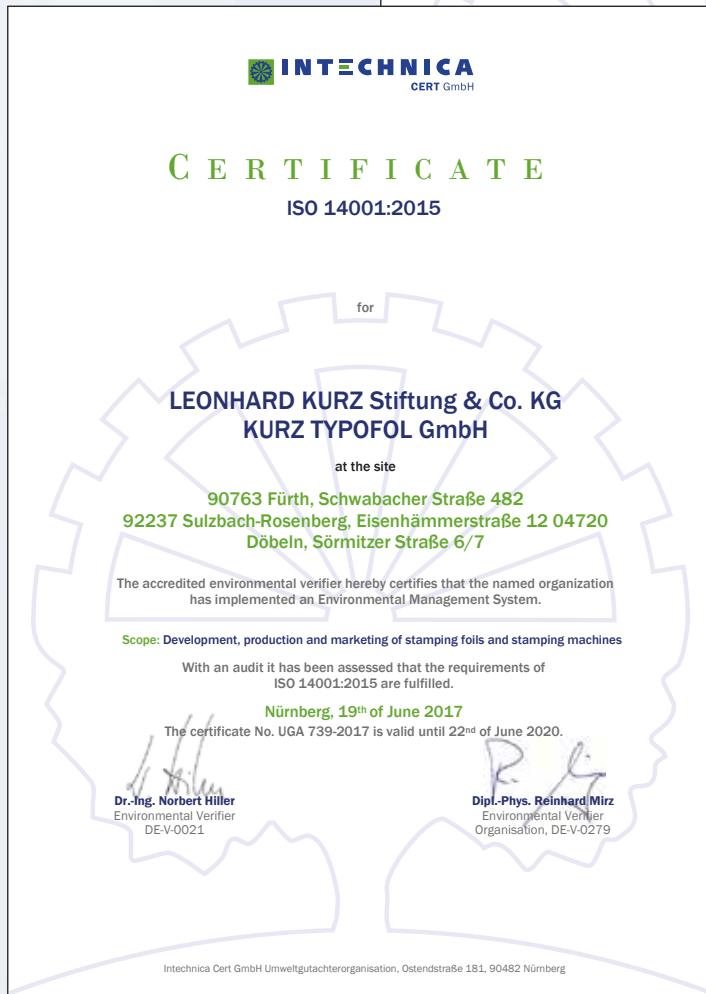 INTECHNICA
CERT GmbH
CERTIFICATE
ISO 14001:2015
for
LEONHARD KURZ Stiftung & Co. KG
KURZ TYPOFOL GmbH
at the site
90763 Fürth, Schwabacher Straße 482
92237 Sulzbach-Rosenberg, Eisenhämmerstraße 12 04720
Döbeln, Sörmitzer Straße 6/7
The accredited environmental verifier hereby certifies that the named organization
has implemented an Environmental Management System.
Scope: Development, production and marketing of stamping foils and stamping machines
With an audit it has been assessed that the requirements of
ISO 14001:2015 are fulfilled.
Nürnberg, 19th of June 2017
The certificate No. UGA 739-2017 is valid until 22nd of June 2020.
Dr.-Ing. Norbert Hiller
Environmental Verifier
DE-V-0021
Dipl.-Phys. Reinhard Mirz
Environmental Verifier
Organisation, DE-V-0279
Intechnica Cert GmbH Umweltgutachterorganisation, Ostendstraße 181, 90482 Nürnberg